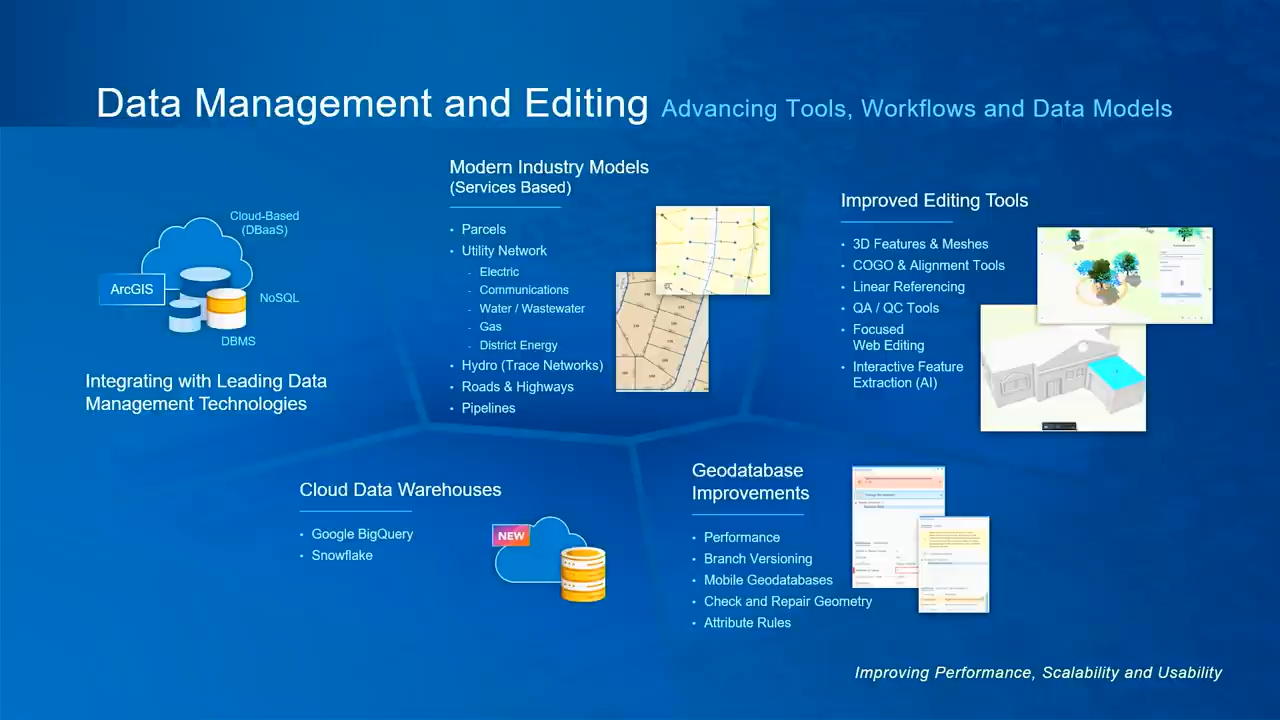 Data Management and Editing Advancing Tools, Workflows and Data Models
Cloud-Based
(DBaaS)
ArcGIS
NoSQL
DBMS
Integrating with Leading Data
Management Technologies
Modern Industry Models
(Services Based)
• Parcels
• Utility Network
Electric
- Communications
- Water / Wastewater
- Gas
- District Energy
• Hydro (Trace Networks)
• Roads & Highways
• Pipelines
Improved Editing Tools
• 3D Features & Meshes
• COGO & Alignment Tools
• Linear Referencing
• QA / QC Tools
• Focused
Web Editing
• Interactive Feature
Extraction (AI)
Cloud Data Warehouses
• Google BigQuery
• Snowflake
NEW
Geodatabase
Improvements
• Performance
• Branch Versioning
• Mobile Geodatabases
• Check and Repair Geometry
• Attribute Rules
Improving Performance, Scalability and Usability